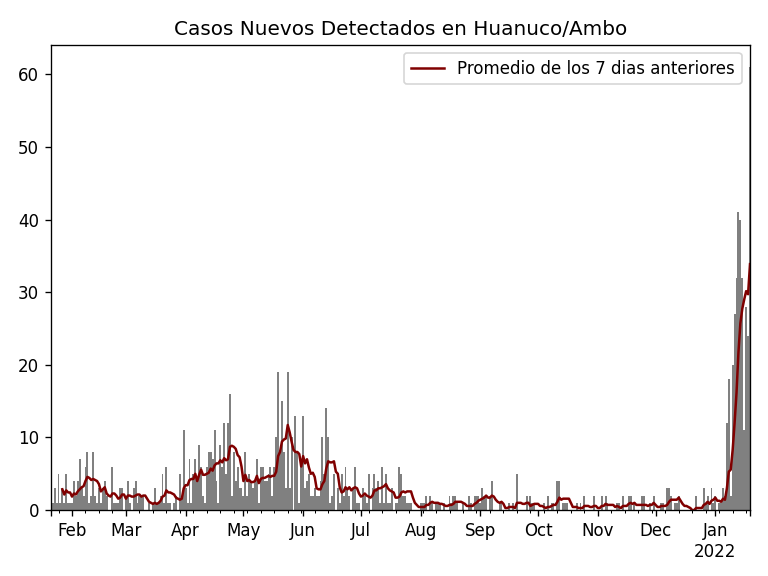 Casos Nuevos Detectados en Huanuco/Ambo
Promedio de los 7 dias anteriores
60
50
40
30
20
10
0
Feb Mar Apr May Jun Jul Aug Sep Oct Nov Dec Jan
2022